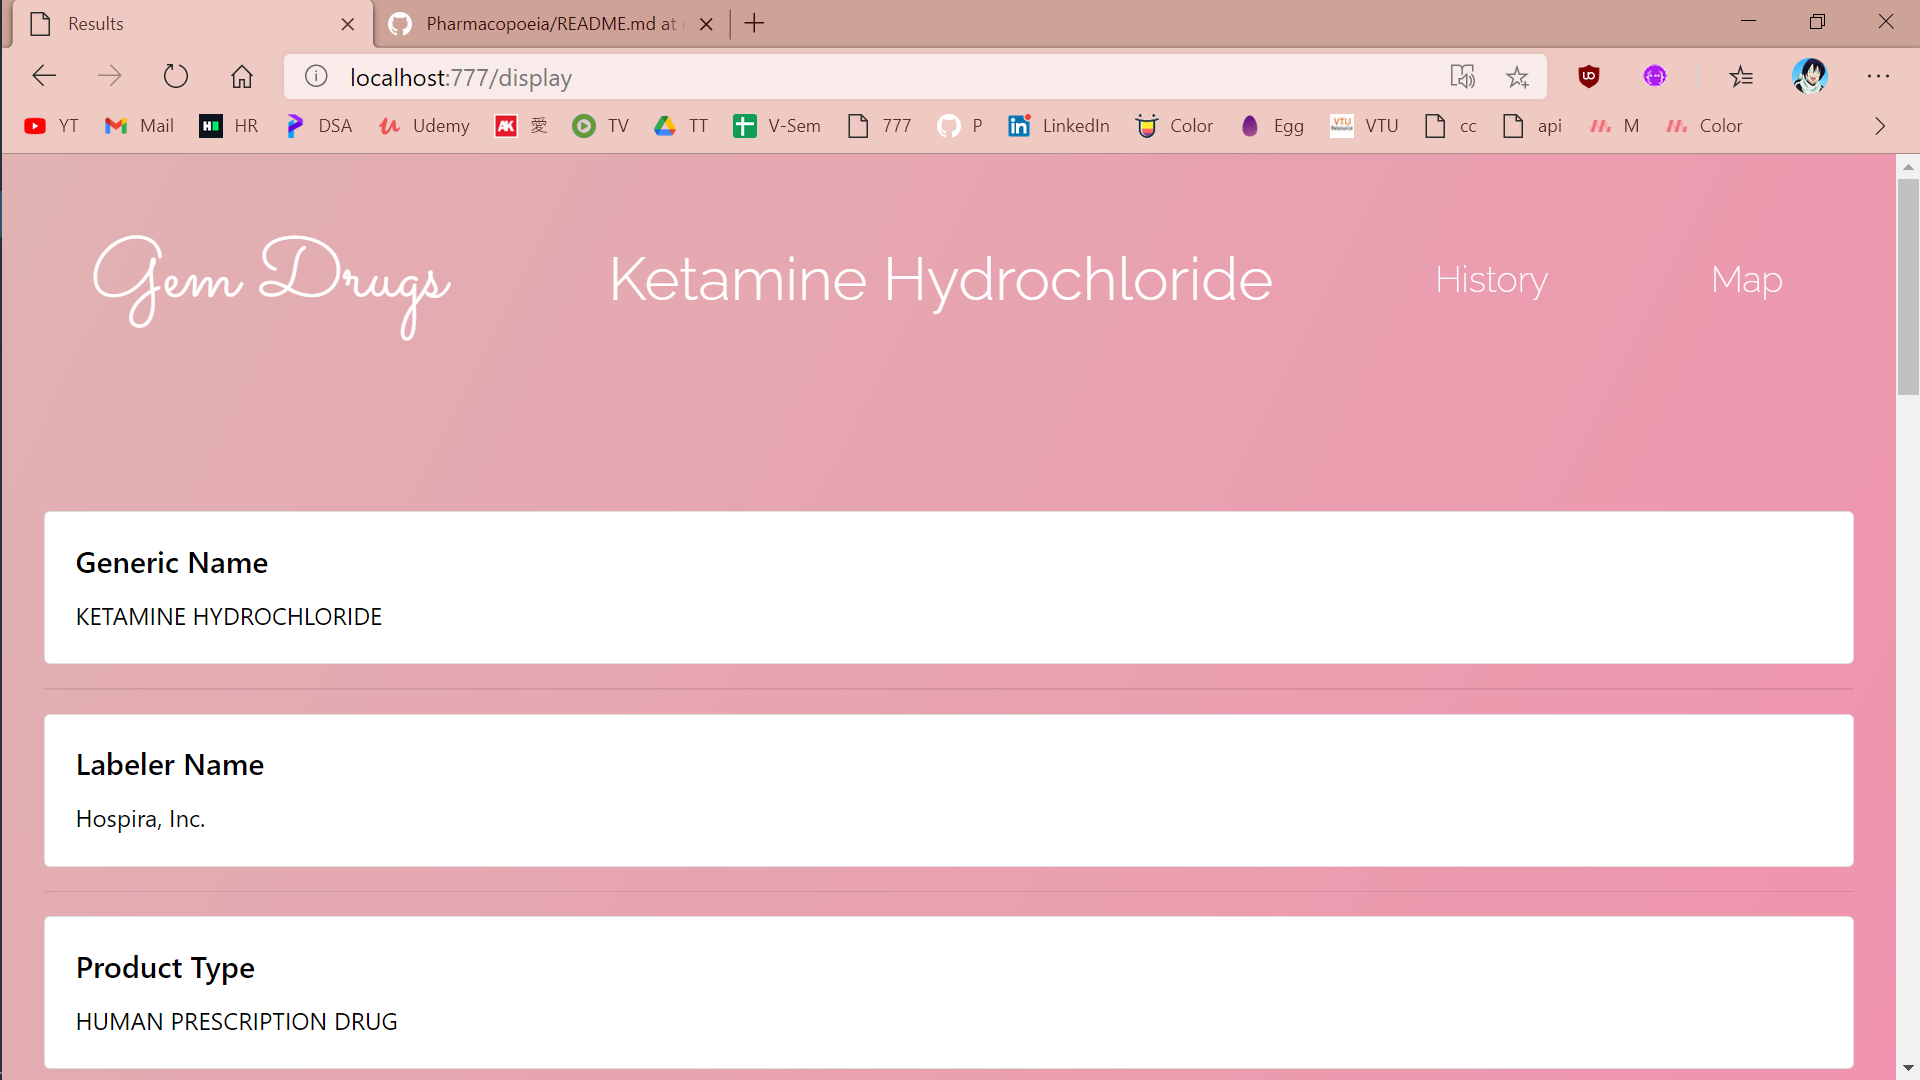 Results
Pharmacopoeia/README.md at
localhost:777/display
YT Mail HR DSA Udemy AK 愛 TV TT V-Sem 777 P LinkedIn Color Egg VTU cc api M Color
Gem Drugs Ketamine Hydrochloride History Map
Generic Name
KETAMINE HYDROCHLORIDE
Labeler Name
Hospira, Inc.
Product Type
HUMAN PRESCRIPTION DRUG